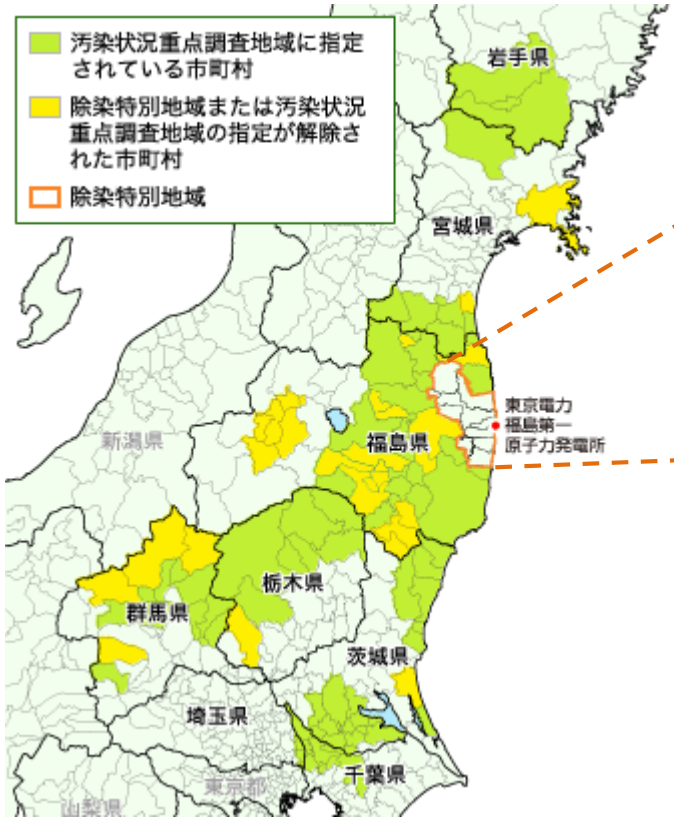 汚染状況重点調査地域に指定
されている市町村
除染特別地域または汚染状況
重点調査地域の指定が解除さ
れた市町村
除染特別地域
岩手県
宮城県
東京電力
福島第一
原子力発電所
新潟県
福島県
栃木県
群馬県
茨城県
埼玉県
千葉県
東京都
山梨県